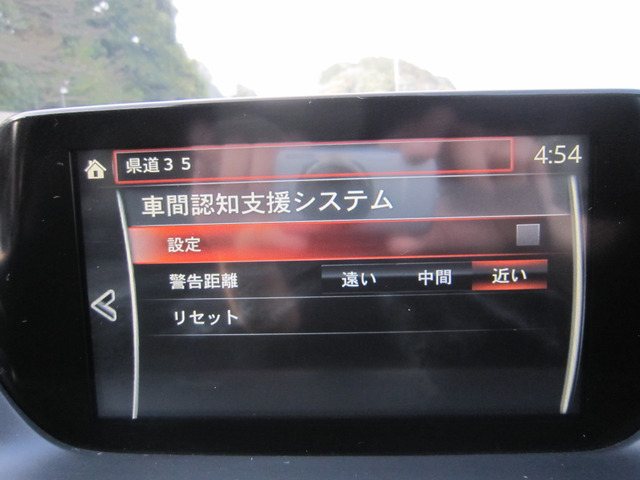 県道35 4:54
車間認知支援システム
設定
警告距離 遠い 中間 近い
リセット